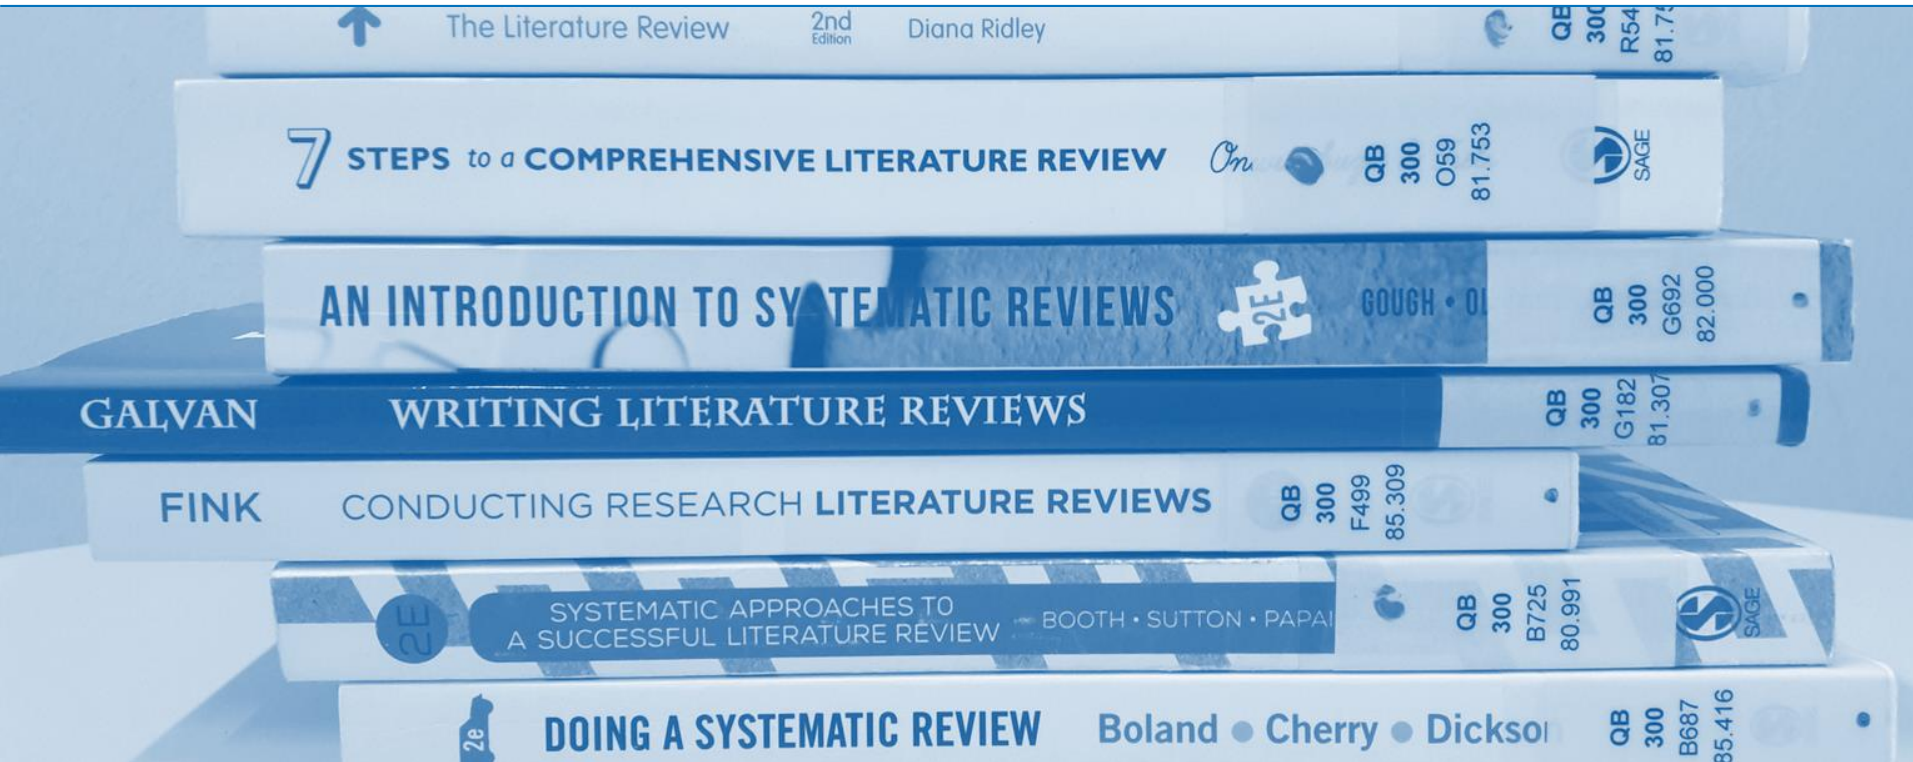 The Literature Review 2nd Edition Diana Ridley
QB
300
7 STEPS to a COMPREHENSIVE LITERATURE REVIEW
QB
300
O59
81.753
SAGE
AN INTRODUCTION TO SYSTEMATIC REVIEWS 2E GOUGH •
QB
300
G692
82.000
GALVAN WRITING LITERATURE REVIEWS
QB
300
G182
81.307
FINK CONDUCTING RESEARCH LITERATURE REVIEWS
QB
300
F499
85.309
2E
SYSTEMATIC APPROACHES TO
A SUCCESSFUL LITERATURE REVIEW
BOOTH • SUTTON • PAPAI
QB
300
B725
80.991
SAGE
2e DOING A SYSTEMATIC REVIEW Boland • Cherry •
QB
300
B687
85.416